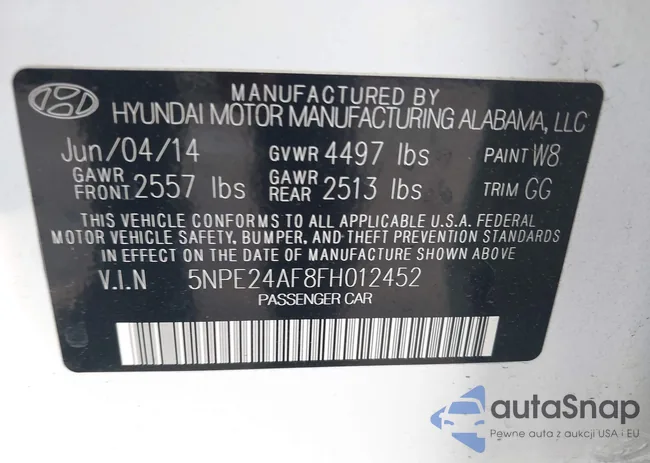 MANUFACTURED BY
HYUNDAI MOTOR MANUFACTURING ALABAMA, LLC
Jun/04/14 GVWR 4497 lbs PAINT W8
GAWR FRONT 2557 lbs GAWR REAR 2513 lbs TRIM GG
THIS VEHICLE CONFORMS TO ALL APPLICABLE U.S.A. FEDERAL
MOTOR VEHICLE SAFETY, BUMPER, AND THEFT PREVENTION STANDARDS
IN EFFECT ON THE DATE OF MANUFACTURE SHOWN ABOVE
V.I.N 5NPE24AF8FH012452
PASSENGER CAR
autaSnap
Pewne auta z aukcji USA i EU